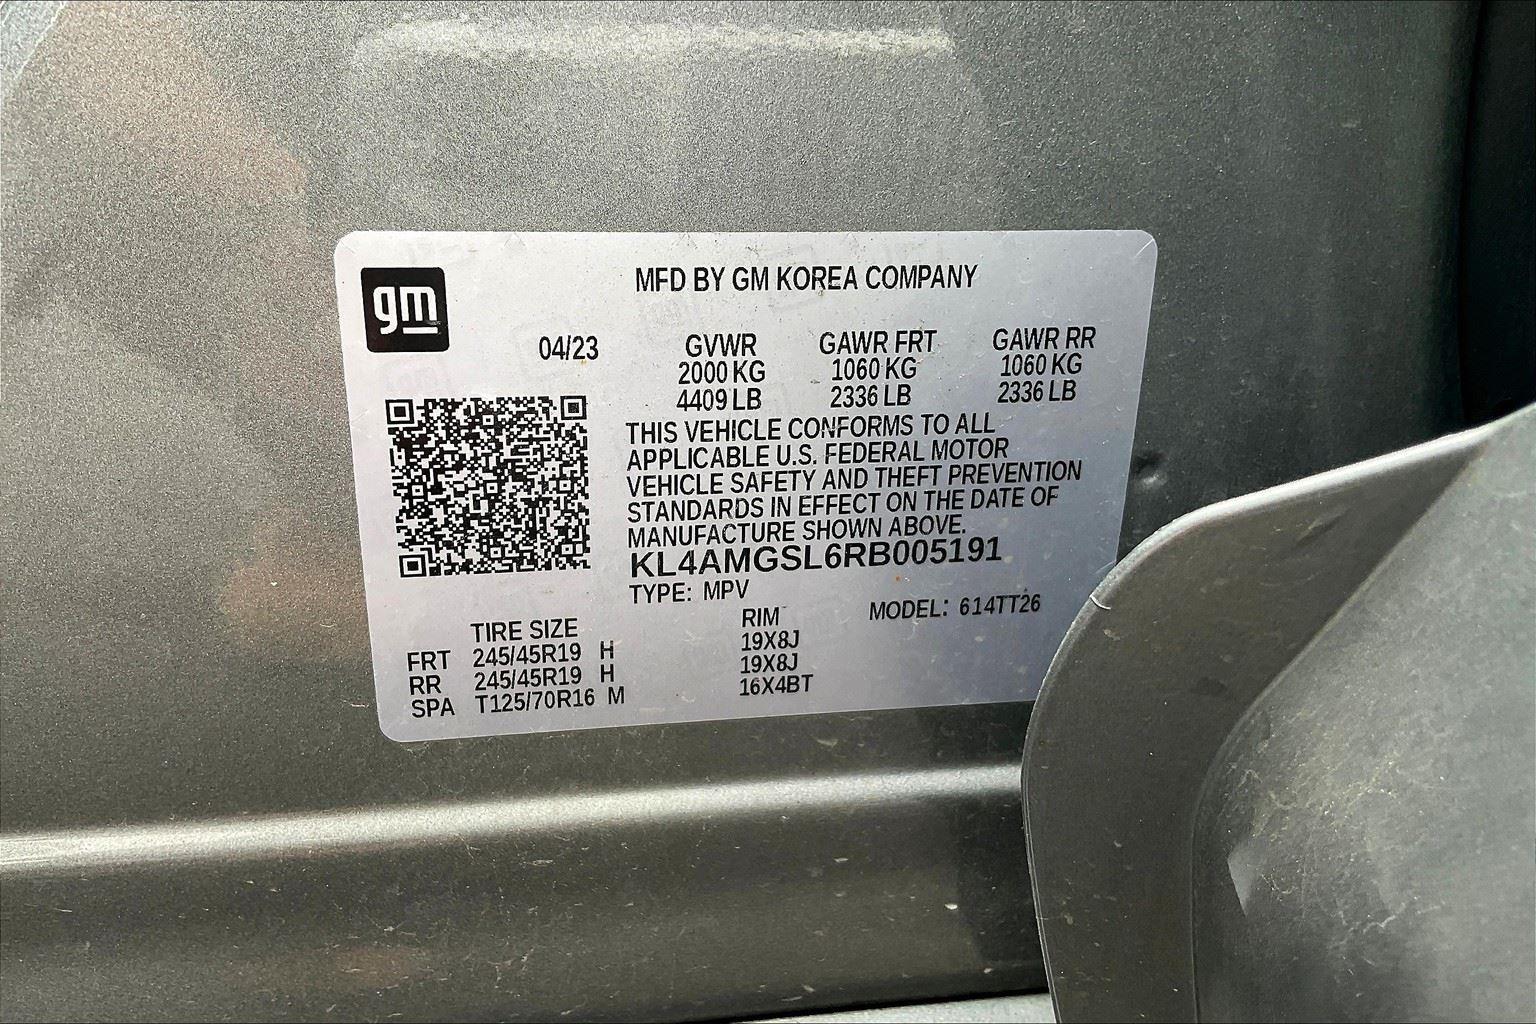 gm
MFD BY GM KOREA COMPANY
04/23 GVWR GAWR FRT GAWR RR
2000 KG 1060 KG 1060 KG
4409 LB 2336 LB 2336 LB
THIS VEHICLE CONFORMS TO ALL
APPLICABLE U.S. FEDERAL MOTOR
VEHICLE SAFETY AND THEFT PREVENTION
STANDARDS IN EFFECT ON THE DATE OF
MANUFACTURE SHOWN ABOVE.
KL4AMGSL6RB005191
TYPE: MPV
MODEL: 614TT26
TIRE SIZE RIM
FRT 245/45R19 H 19X8J
RR 245/45R19 H 19X8J
SPA T125/70R16 M 16X4BT